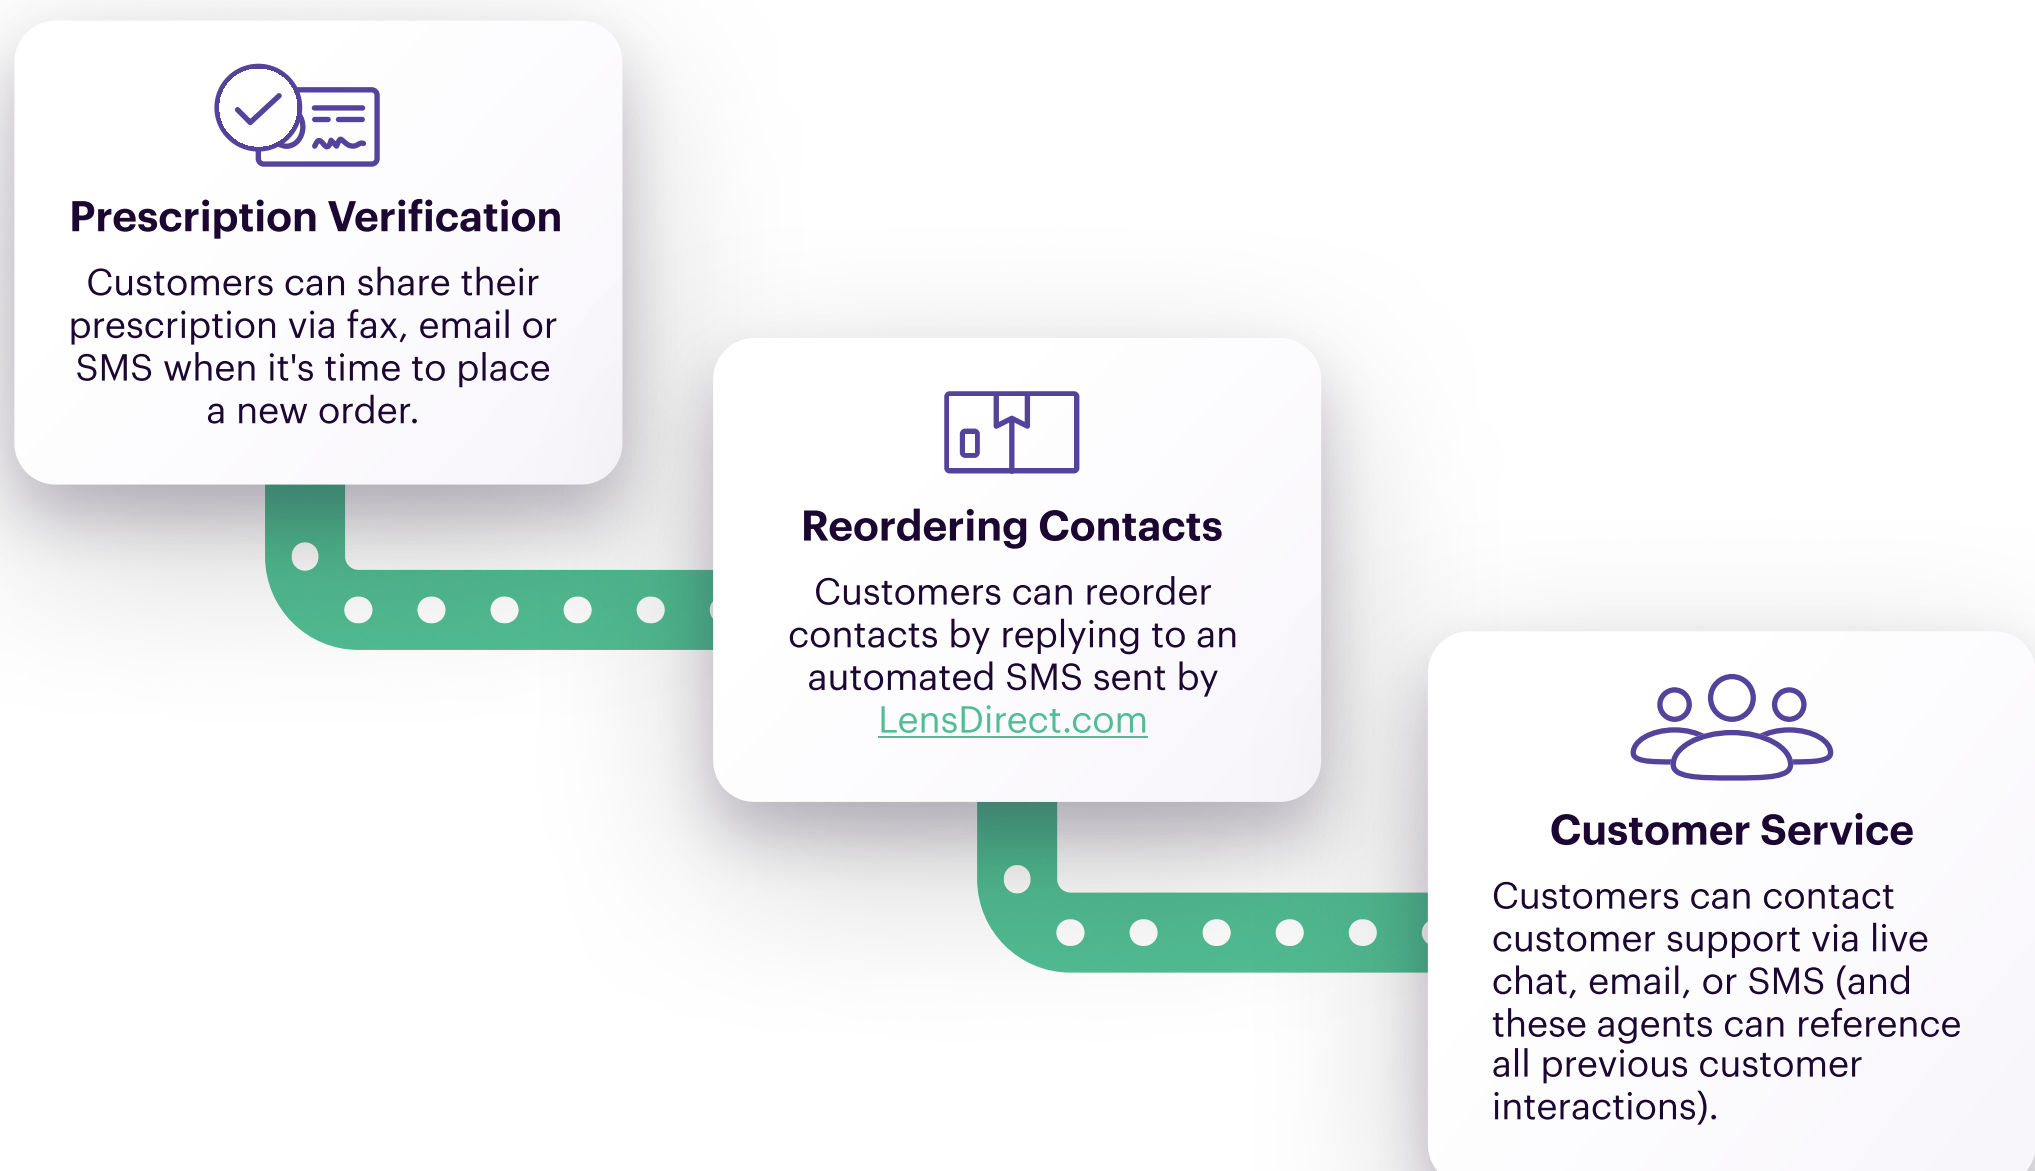 Prescription Verification
Customers can share their
prescription via fax, email or
SMS when it's time to place
a new order.
Reordering Contacts
Customers can reorder
contacts by replying to an
automated SMS sent by
LensDirect.com
Customer Service
Customers can contact
customer support via live
chat, email, or SMS (and
these agents can reference
all previous customer
interactions).